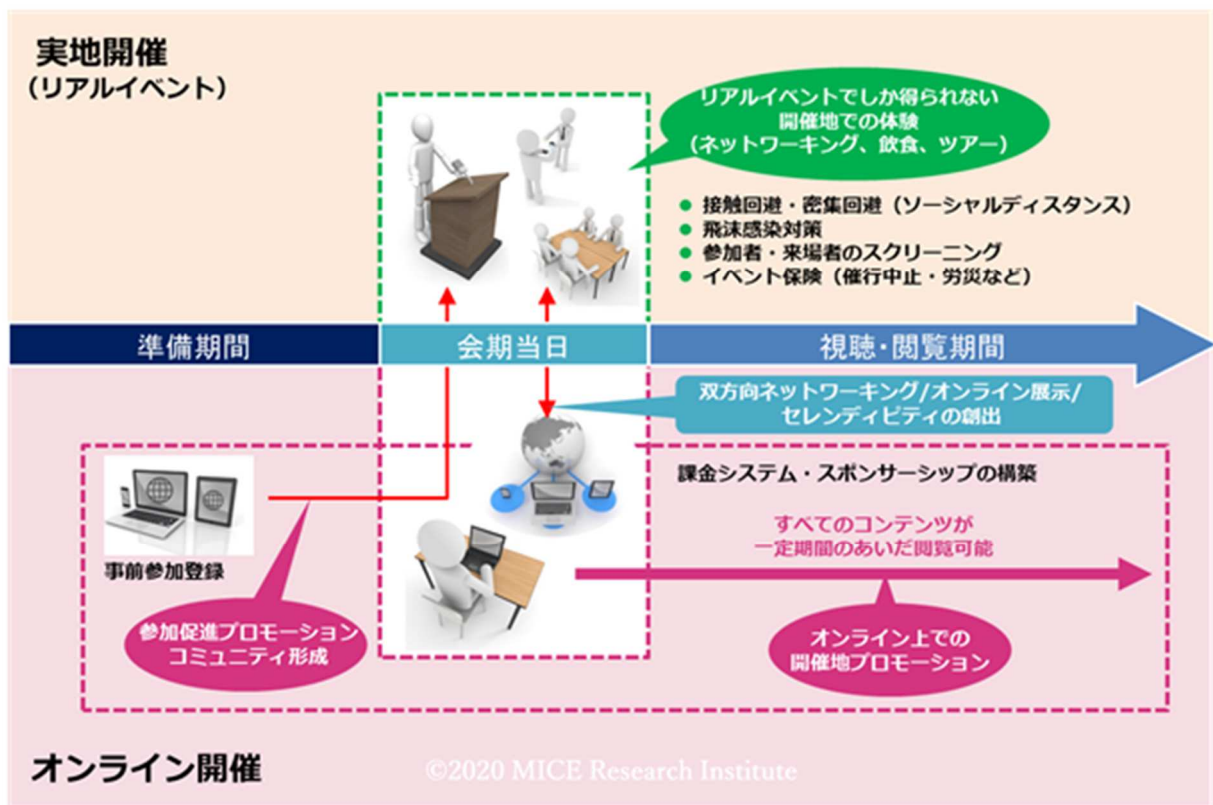 実地開催
（リアルイベント）
リアルイベントでしか得られない
開催地での体験
（ネットワーキング、飲食、ツアー）
● 接触回避・密集回避（ソーシャルディスタンス）
● 飛沫感染対策
● 参加者・来場者のスクリーニング
● イベント保険（催行中止・労災など）
準備期間
会期当日
視聴・閲覧期間
双方向ネットワーキング/オンライン展示/
セレンディピティの創出
課金システム・スポンサーシップの構築
すべてのコンテンツが
一定期間のあいだ閲覧可能
事前参加登録
参加促進プロモーション
コミュニティ形成
オンライン上での
開催地プロモーション
オンライン開催
©2020 MICE Research Institute